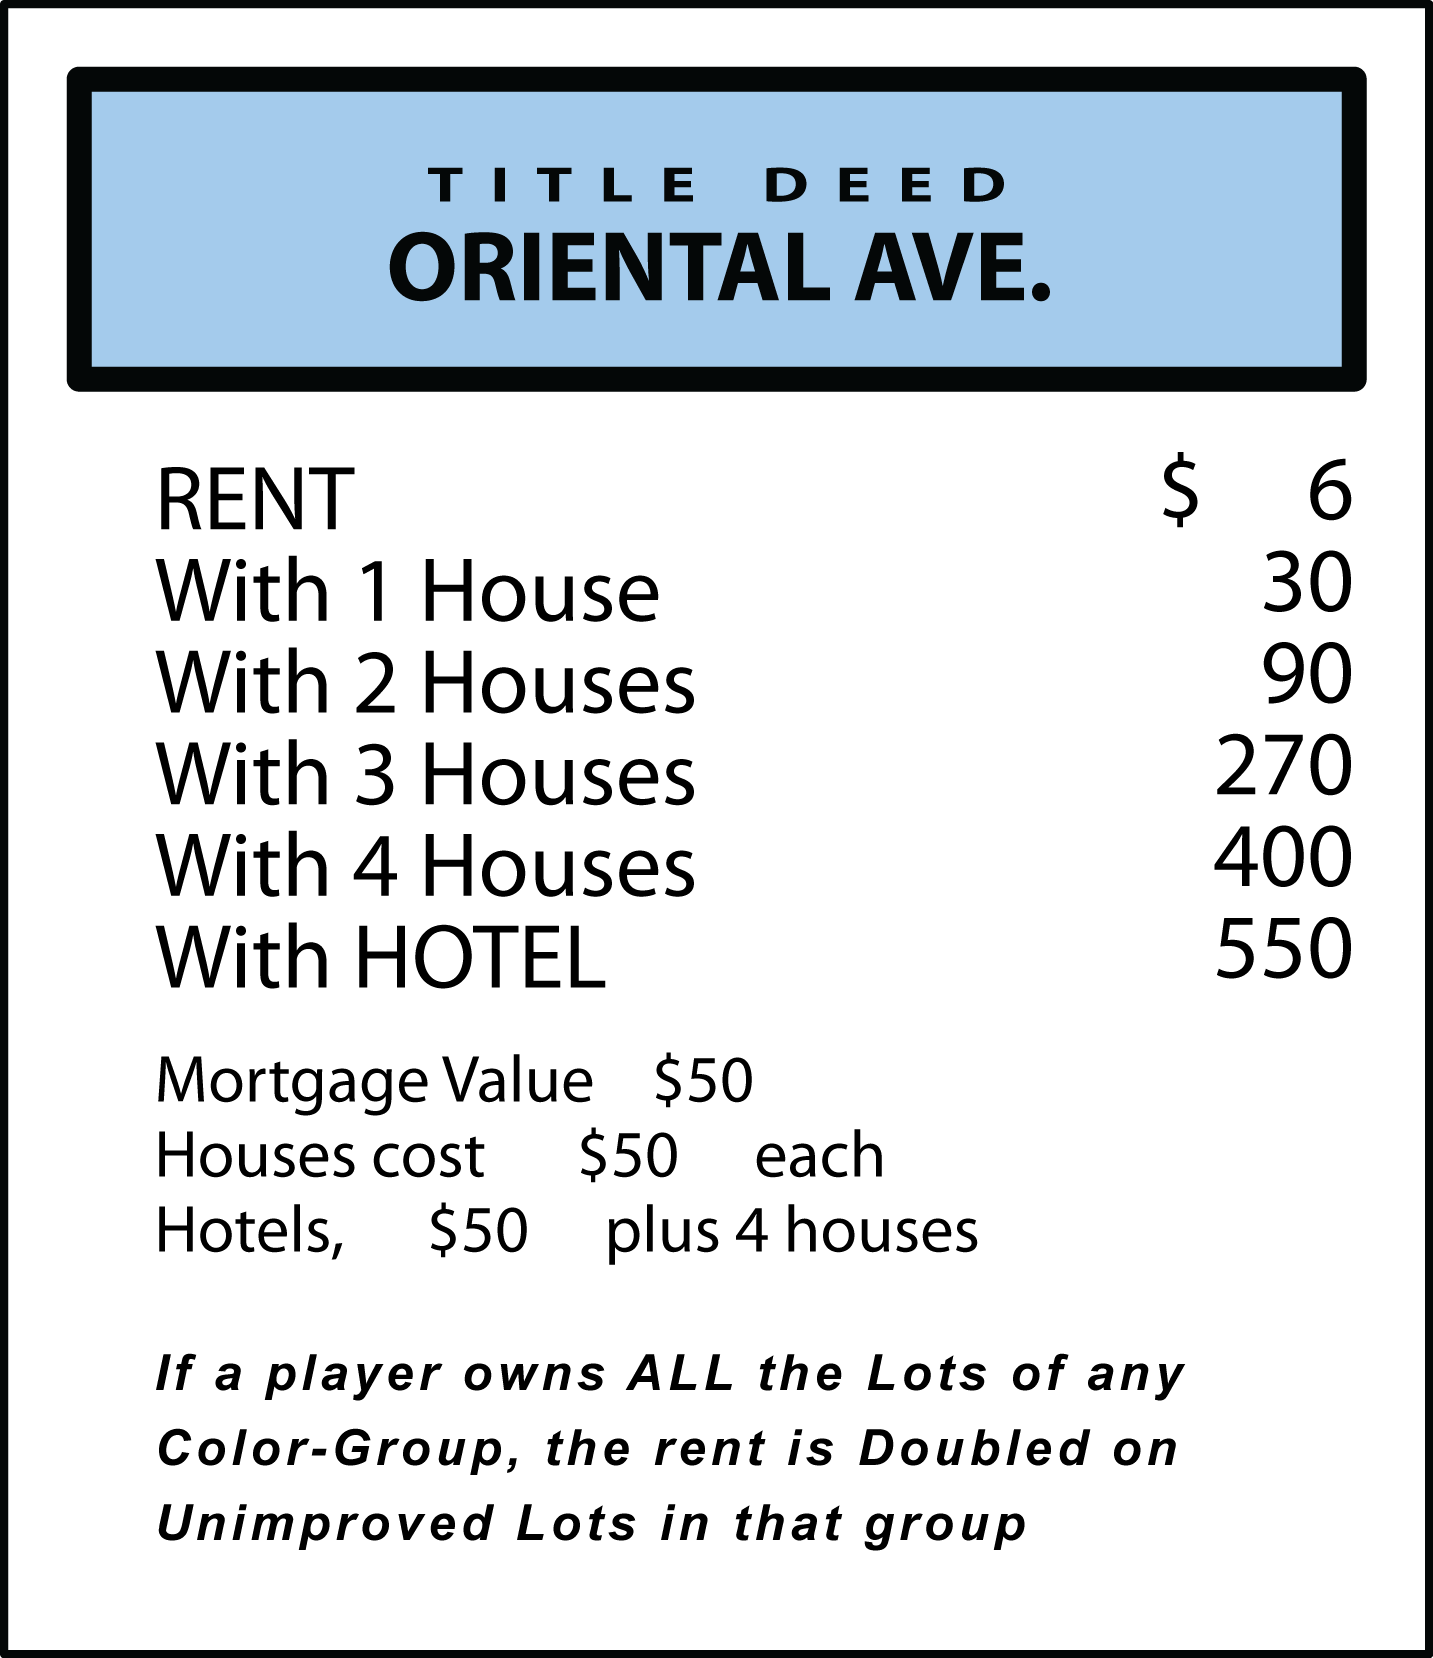 TITLE DEED
ORIENTAL AVE.
RENT $ 6
With 1 House 30
With 2 Houses 90
With 3 Houses 270
With 4 Houses 400
With HOTEL 550
Mortgage Value $50
Houses cost $50 each
Hotels, $50 plus 4 houses
If a player owns ALL the Lots of any
Color-Group, the rent is Doubled on
Unimproved Lots in that group